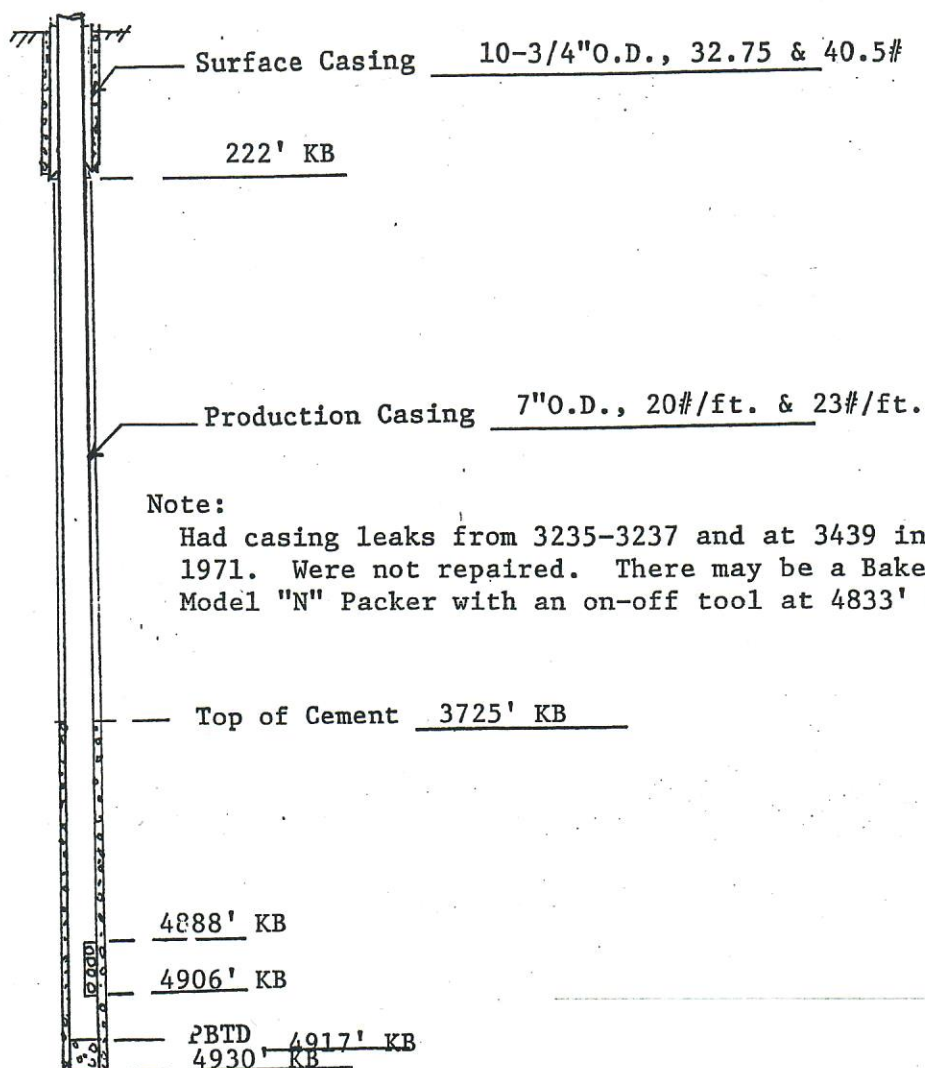 Surface Casing 10-3/4"O.D., 32.75 & 40.5#
222' KB
Production Casing 7"O.D., 20#/ft. & 23#/ft.
Note:
Had casing leaks from 3235-3237 and at 3439 in
1971. Were not repaired. There may be a Bake
Model "N" Packer with an on-off tool at 4833'
Top of Cement 3725' KB
4888' KB
4906' KB
PBTD 4917' KB
4930' KB